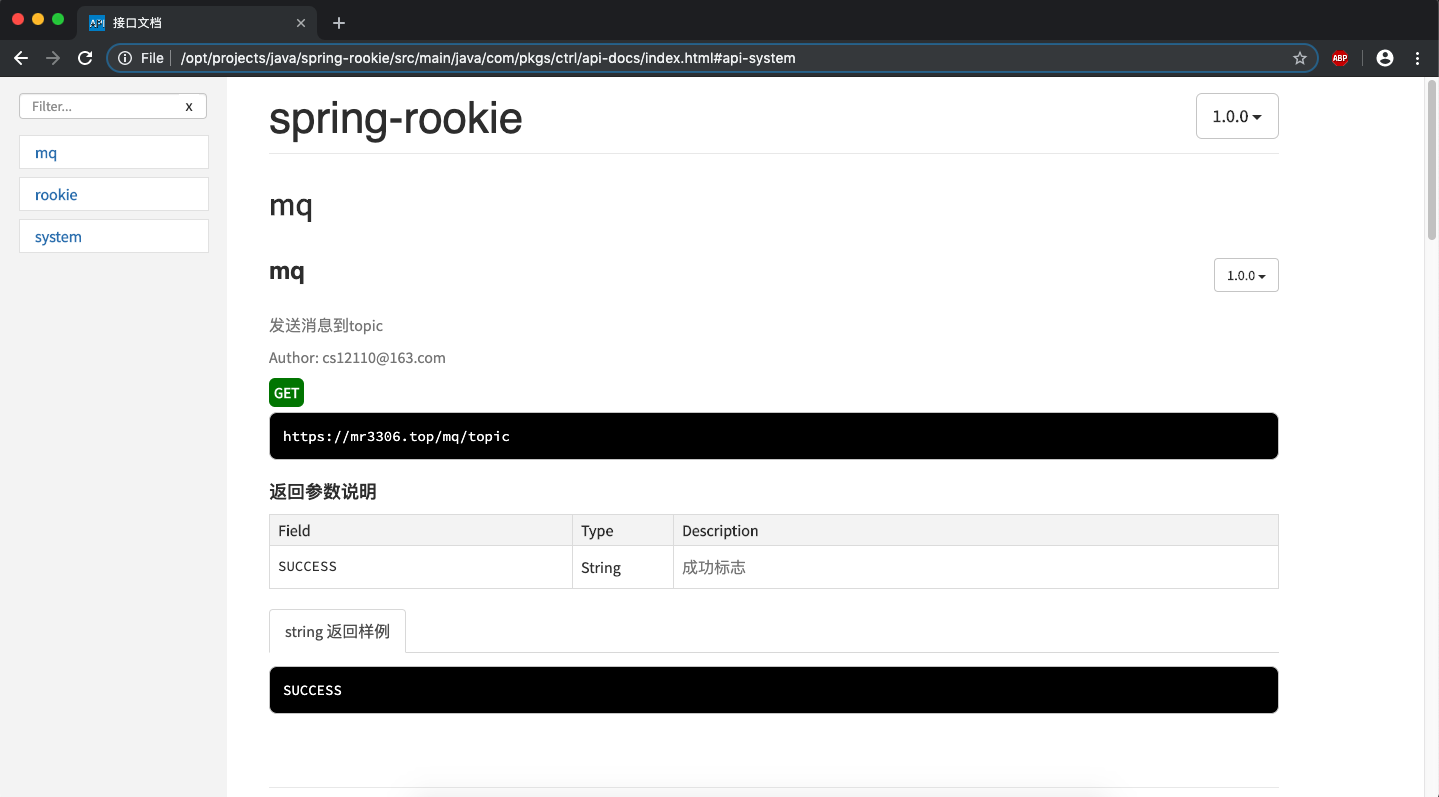 API 接口文档
File /opt/projects/java/spring-rookie/src/main/java/com/pkgs/ctrl/api-docs/index.html#api-system ABP
Filter... x
mq
rookie
system
spring-rookie 1.0.0
mq
mq 1.0.0
发送消息到topic
Author: cs12110@163.com
GET
https://mr3306.top/mq/topic
返回参数说明
Field Type Description
SUCCESS String 成功标志
string 返回样例
SUCCESS